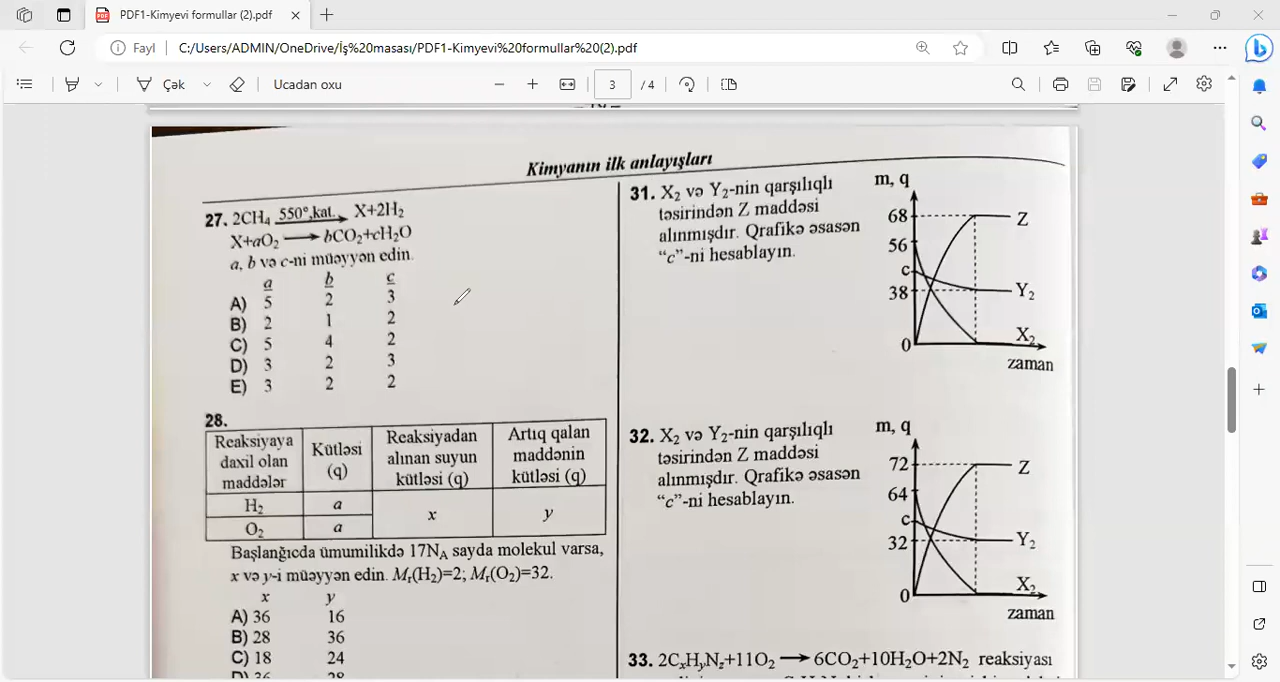 PDF1-Kimyevi formullar (2).pdf
Fayl C:/Users/ADMIN/OneDrive/İş%20masası/PDF1-Kimyevi%20formullar%20(2).pdf
Çək Ucadan oxu 3 / 4
Kimyanın ilk anlayışları
27. 2CH₄ 550°,kat. → X+2H₂
X+aO₂ → bCO₂+cH₂O
a, b və c-ni müəyyən edin.
a b c
A) 5 2 3
B) 2 1 2
C) 5 4 2
D) 3 2 3
E) 3 2 2
28.
Reaksiyaya daxil olan maddələr Kütləsi (q) Reaksiyadan alınan suyun kütləsi (q) Artıq qalan maddənin kütləsi (q)
H₂ a x y
O₂ a
Başlanğıcda ümumilikdə 17N_A sayda molekul varsa,
x və y-i müəyyən edin. Mᵣ(H₂)=2; Mᵣ(O₂)=32.
x y
A) 36 16
B) 28 36
C) 18 24
31. X₂ və Y₂-nin qarşılıqlı
təsirindən Z maddəsi
alınmışdır. Qrafikə əsasən
“c”-ni hesablayın.
m, q
68 Z
56
c
38 Y₂
0 X₂
zaman
32. X₂ və Y₂-nin qarşılıqlı
təsirindən Z maddəsi
alınmışdır. Qrafikə əsasən
“c”-ni hesablayın.
m, q
72 Z
64
c
32 Y₂
0 X₂
zaman
33. 2CₓHᵧN_z+11O₂ → 6CO₂+10H₂O+2N₂ reaksiyası